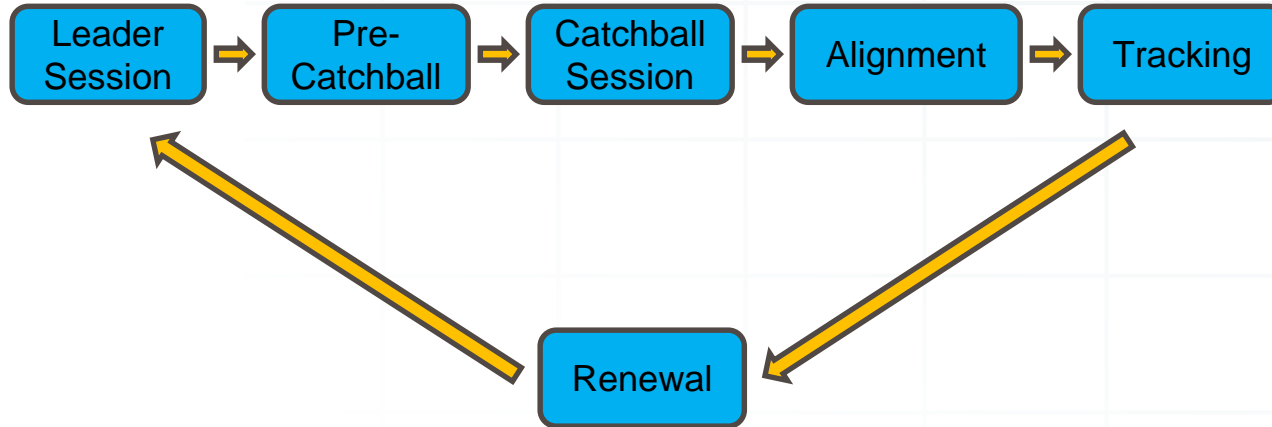 Leader
Session
Pre-
Catchball
Catchball
Session
Alignment
Tracking
Renewal